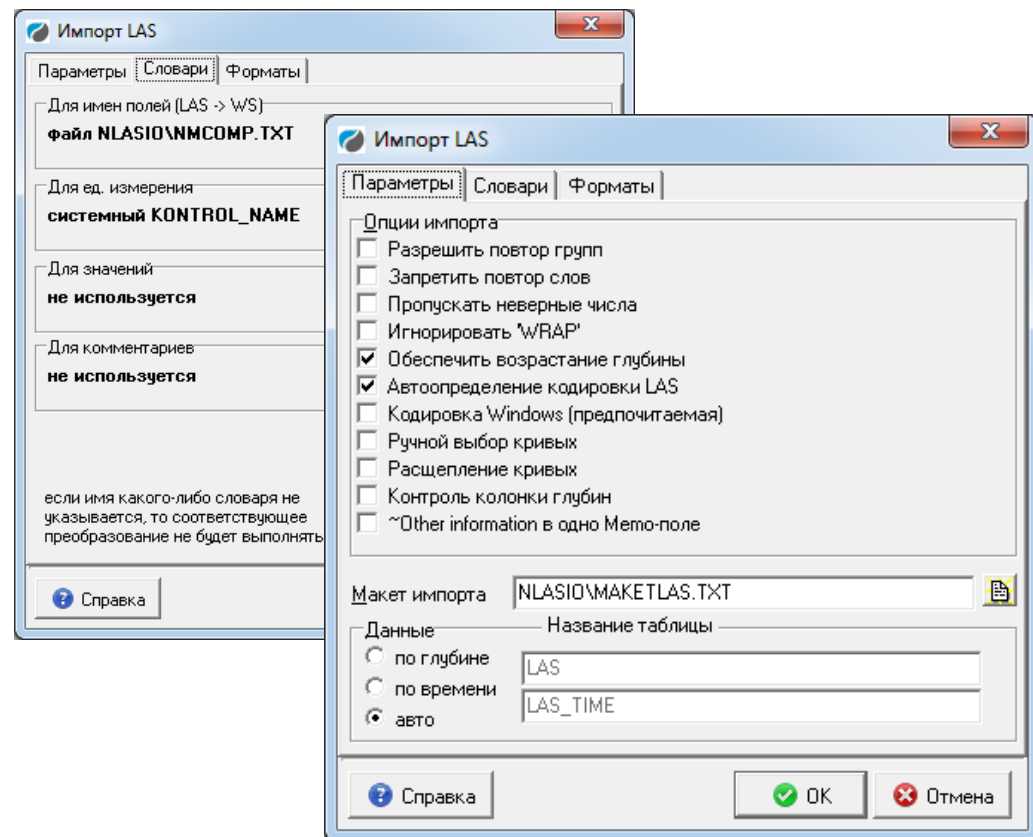 Импорт LAS
Параметры Словари Форматы
Для имен полей (LAS -> WS)
файл NLASIO\NMCOMP.TXT
Для ед. измерения
системный KONTROL_NAME
Для значений
не используется
Для комментариев
не используется
если имя какого-либо словаря не
указывается, то соответствующее
преобразование не будет выполнять
Справка
Импорт LAS
Параметры Словари Форматы
Опции импорта
Разрешить повтор групп
Запретить повтор слов
Пропускать неверные числа
Игнорировать 'WRAP'
Обеспечить возрастание глубины
Автоопределение кодировки LAS
Кодировка Windows (предпочитаемая)
Ручной выбор кривых
Расщепление кривых
Контроль колонки глубин
~Other information в одно Memo-поле
Макет импорта NLASIO\MAKETLAS.TXT
Данные Название таблицы
по глубине LAS
по времени LAS_TIME
авто
Справка OK Отмена